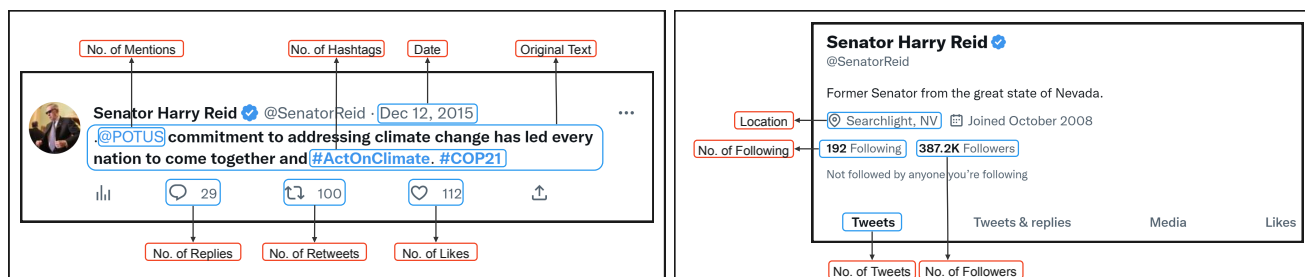 No. of Mentions
No. of Hashtags
Date
Original Text
Senator Harry Reid @SenatorReid · Dec 12, 2015
.@POTUS commitment to addressing climate change has led every
nation to come together and #ActOnClimate. #COP21
29
100
112
No. of Replies
No. of Retweets
No. of Likes
Senator Harry Reid
@SenatorReid
Former Senator from the great state of Nevada.
Location
Searchlight, NV
Joined October 2008
No. of Following
192 Following
387.2K Followers
Not followed by anyone you're following
Tweets
Tweets & replies
Media
Likes
No. of Tweets
No. of Followers